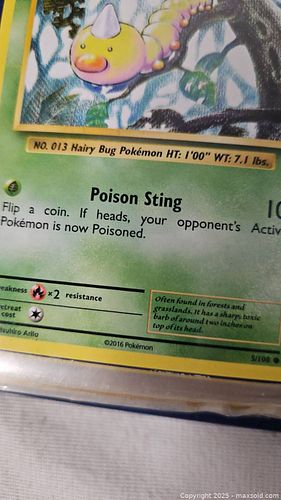 NO. 013 Hairy Bug Pokémon HT: 1'00" WT: 7.1 lbs.
Poison Sting 10
Flip a coin. If heads, your opponent's Activ
Pokémon is now Poisoned.
eakness ×2 resistance
etreat
cost
Often found in forests and
grasslands. It has a sharp, toxic
barb of around two inches on
top of its head.
©2016 Pokémon
5/108
Copyright 2025 - maxsold.com